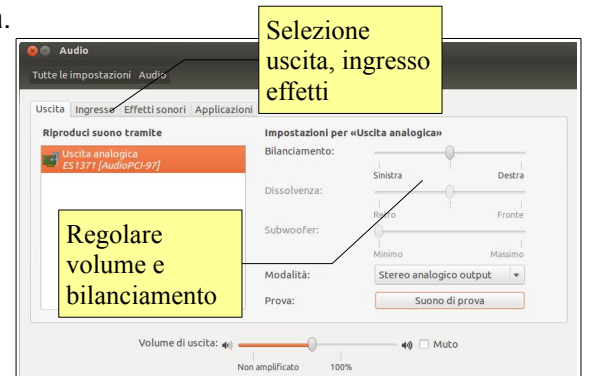 a.
Selezione
uscita, ingresso
effetti
Audio
Tutte le impostazioni Audio
Uscita Ingresso Effetti sonori Applicazioni
Riproduci suono tramite
Uscita analogica
ES1371 [AudioPCI-97]
Impostazioni per «Uscita analogica»
Bilanciamento:
Sinistra Destra
Dissolvenza:
Retro Fronte
Subwoofer:
Minimo Massimo
Modalità: Stereo analogico output
Prova: Suono di prova
Regolare
volume e
bilanciamento
Volume di uscita: Muto
Non amplificato 100%